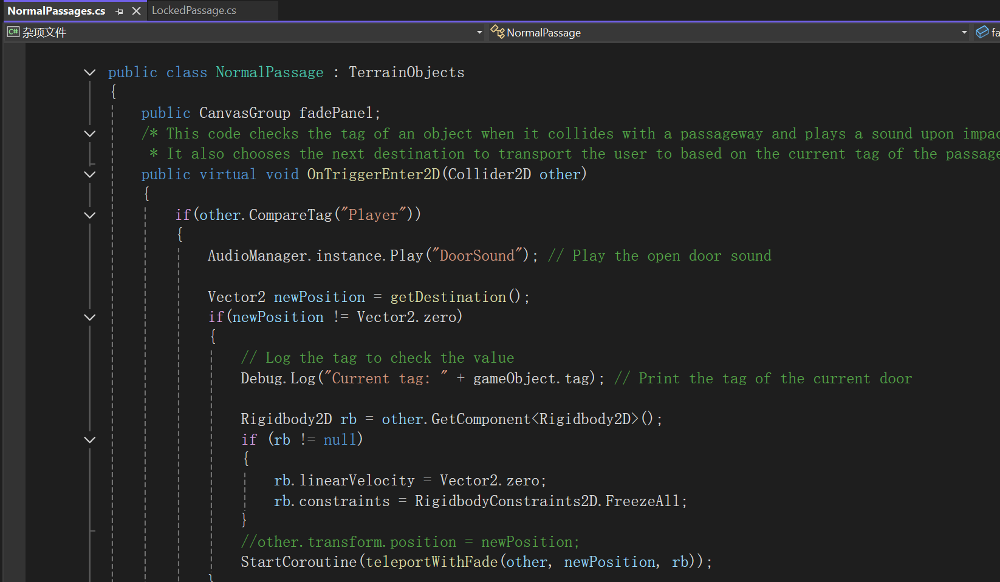 NormalPassages.cs
LockedPassage.cs
C# 杂项文件
NormalPassage
fa
public class NormalPassage : TerrainObjects
{
public CanvasGroup fadePanel;
/* This code checks the tag of an object when it collides with a passageway and plays a sound upon impac
* It also chooses the next destination to transport the user to based on the current tag of the passage
public virtual void OnTriggerEnter2D(Collider2D other)
{
if(other.CompareTag("Player"))
{
AudioManager.instance.Play("DoorSound"); // Play the open door sound
Vector2 newPosition = getDestination();
if(newPosition != Vector2.zero)
{
// Log the tag to check the value
Debug.Log("Current tag: " + gameObject.tag); // Print the tag of the current door
Rigidbody2D rb = other.GetComponent<Rigidbody2D>();
if (rb != null)
{
rb.linearVelocity = Vector2.zero;
rb.constraints = RigidbodyConstraints2D.FreezeAll;
}
//other.transform.position = newPosition;
StartCoroutine(teleportWithFade(other, newPosition, rb));
}